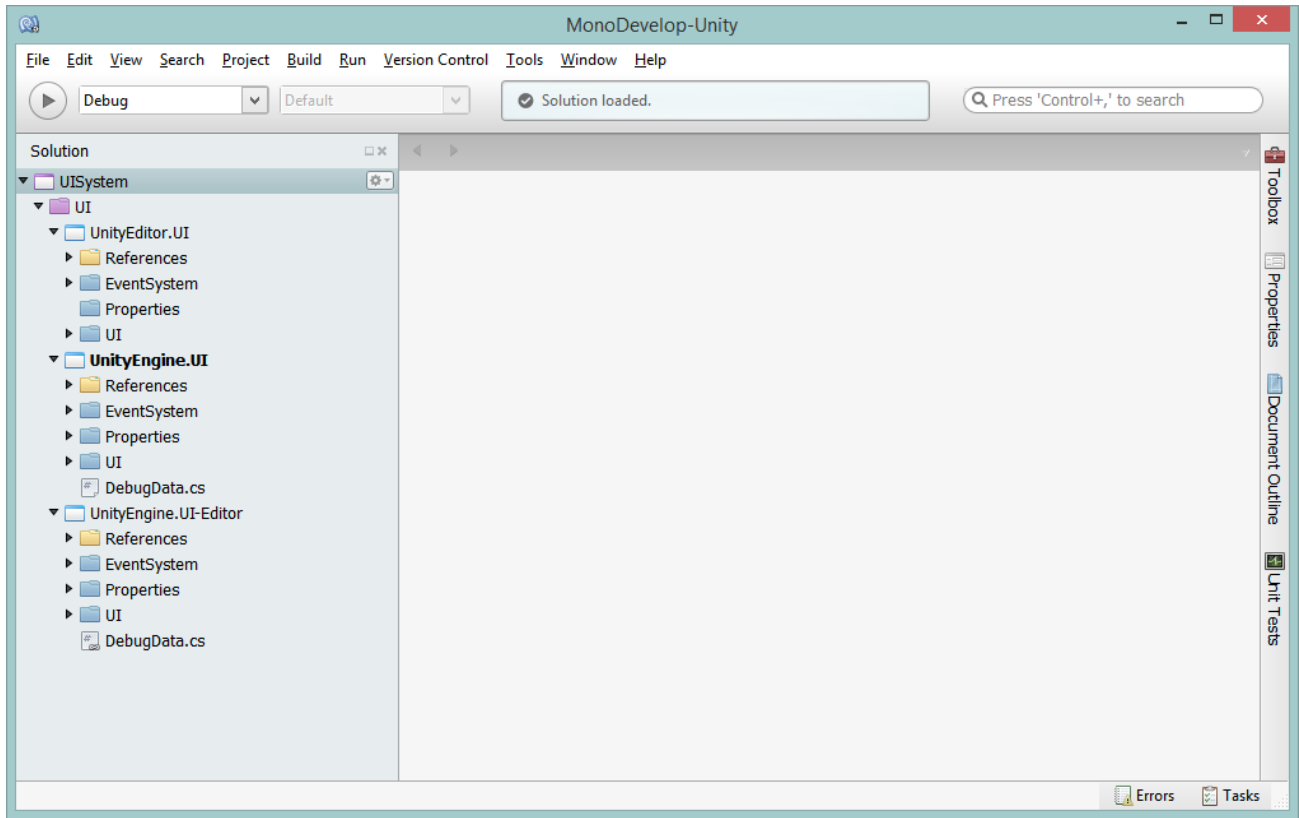 MonoDevelop-Unity
File Edit View Search Project Build Run Version Control Tools Window Help
Debug Default Solution loaded. Press 'Control+,' to search
Solution
UISystem
UI
UnityEditor.UI
References
EventSystem
Properties
UI
UnityEngine.UI
References
EventSystem
Properties
UI
DebugData.cs
UnityEngine.UI-Editor
References
EventSystem
Properties
UI
DebugData.cs
Toolbox
Properties
Document Outline
Unit Tests
Errors Tasks